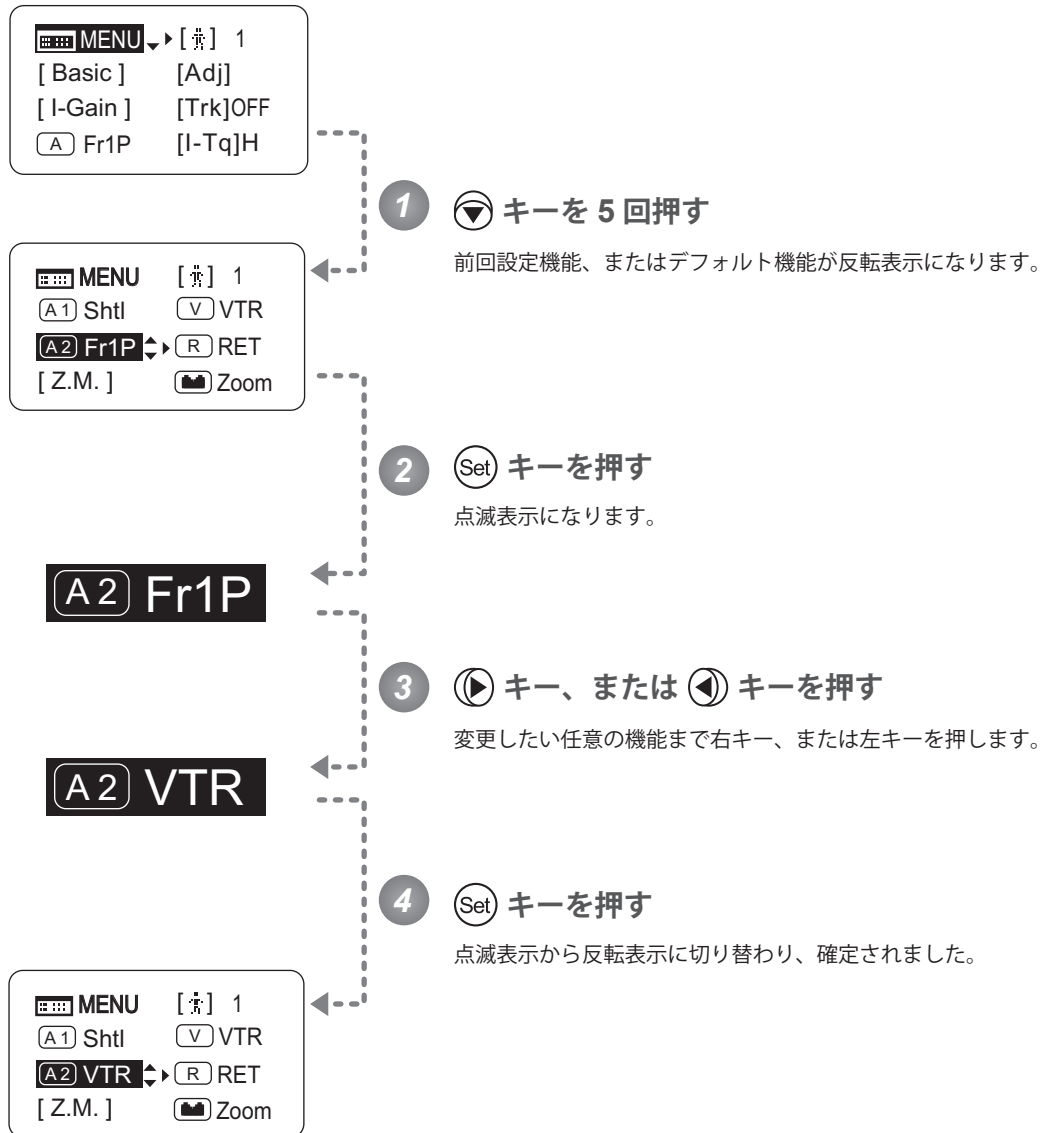 MENU [ ] 1
[ Basic ] [Adj]
[ I-Gain ] [Trk]OFF
A Fr1P [I-Tq]H
1 キーを 5 回押す
前回設定機能、またはデフォルト機能が反転表示になります。
MENU [ ] 1
A1 Shtl V VTR
A2 Fr1P R RET
[ Z.M. ] Zoom
2 Set キーを押す
点滅表示になります。
A 2 Fr1P
3 キー、または キーを押す
変更したい任意の機能まで右キー、または左キーを押します。
A 2 VTR
4 Set キーを押す
点滅表示から反転表示に切り替わり、確定されました。
MENU [ ] 1
A1 Shtl V VTR
A2 VTR R RET
[ Z.M. ] Zoom